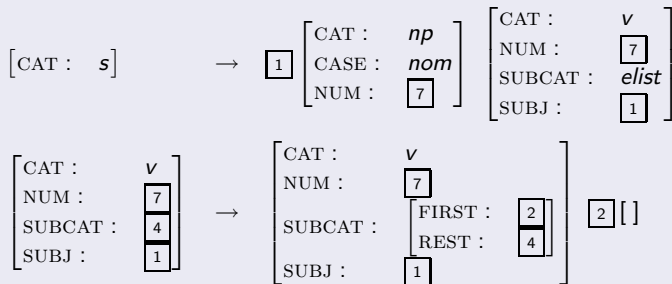 [CAT : s] → 1 [CAT : np CASE : nom NUM : 7] [CAT : v NUM : 7 SUBCAT : elist SUBJ : 1]
[CAT : v NUM : 7 SUBCAT : 4 SUBJ : 1] → [CAT : v NUM : 7 SUBCAT : [FIRST : 2 REST : 4] SUBJ : 1] 2 [ ]